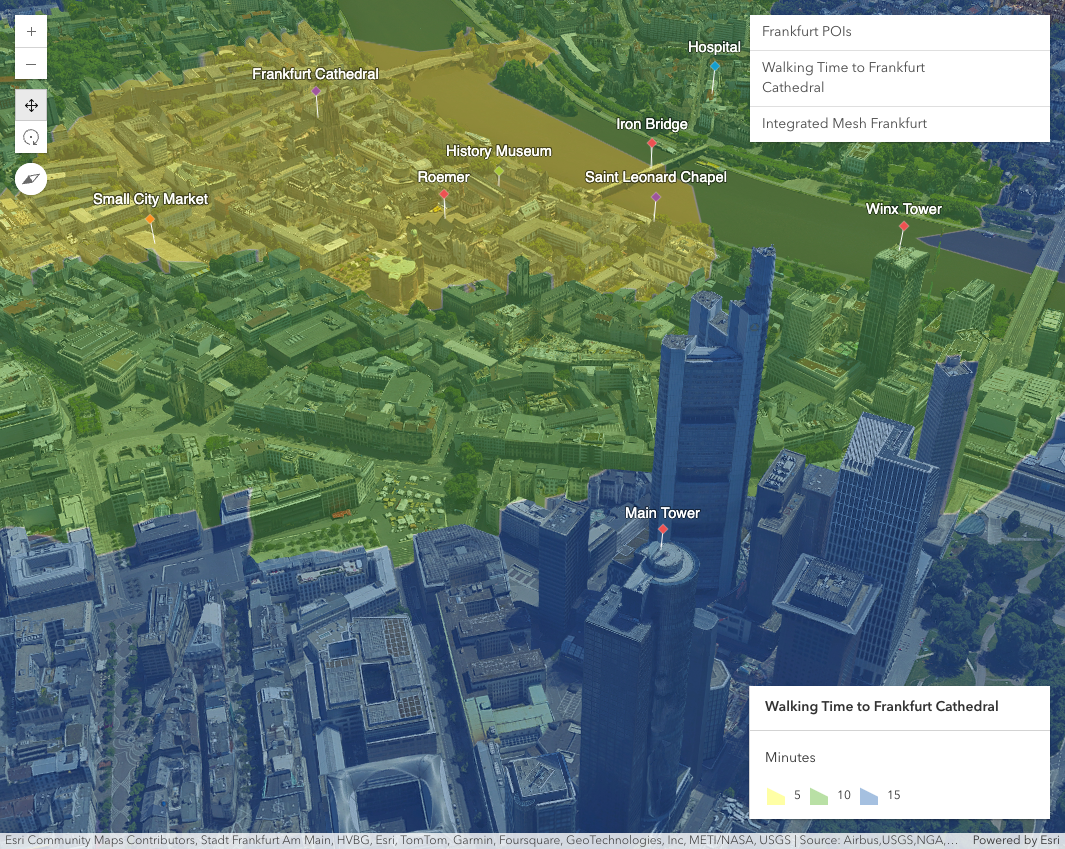 Hospital
Frankfurt Cathedral
Iron Bridge
History Museum
Roemer
Saint Leonard Chapel
Small City Market
Winx Tower
Main Tower
Frankfurt POIs
Walking Time to Frankfurt
Cathedral
Integrated Mesh Frankfurt
Walking Time to Frankfurt Cathedral
Minutes
5 10 15
Esri Community Maps Contributors, Stadt Frankfurt Am Main, HVBG, Esri, TomTom, Garmin, Foursquare, GeoTechnologies, Inc, METI/NASA, USGS | Source: Airbus,USGS,NGA,... Powered by Esri